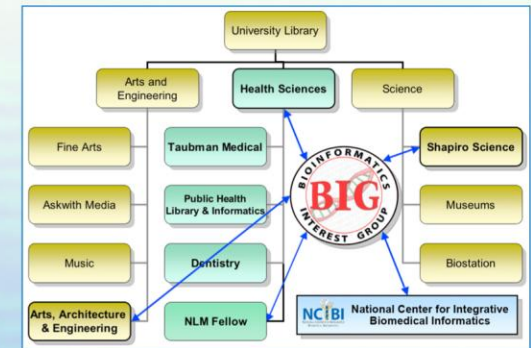 University Library
Arts and
Engineering
Health Sciences
Science
Fine Arts
Taubman Medical
Shapiro Science
BIOINFORMATICS
BIG
INTEREST GROUP
Askwith Media
Public Health
Library & Informatics
Museums
Music
Dentistry
Biostation
Arts, Architecture
& Engineering
NLM Fellow
NCIBI
National Center for Integrative
Biomedical Informatics